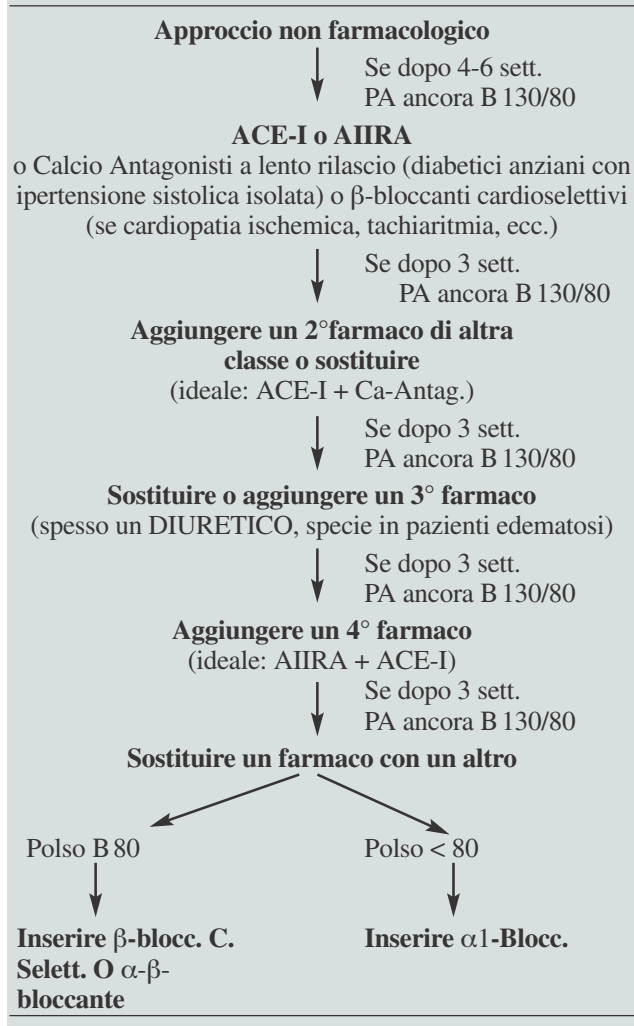 Approccio non farmacologico
Se dopo 4-6 sett.
PA ancora B 130/80
ACE-I o AIIRA
o Calcio Antagonisti a lento rilascio (diabetici anziani con
ipertensione sistolica isolata) o β-bloccanti cardioselettivi
(se cardiopatia ischemica, tachiaritmia, ecc.)
Se dopo 3 sett.
PA ancora B 130/80
Aggiungere un 2°farmaco di altra
classe o sostituire
(ideale: ACE-I + Ca-Antag.)
Se dopo 3 sett.
PA ancora B 130/80
Sostituire o aggiungere un 3° farmaco
(spesso un DIURETICO, specie in pazienti edematosi)
Se dopo 3 sett.
PA ancora B 130/80
Aggiungere un 4° farmaco
(ideale: AIIRA + ACE-I)
Se dopo 3 sett.
PA ancora B 130/80
Sostituire un farmaco con un altro
Polso B 80
Inserire β-blocc. C.
Selett. O α-β-
bloccante
Polso < 80
Inserire α1-Blocc.